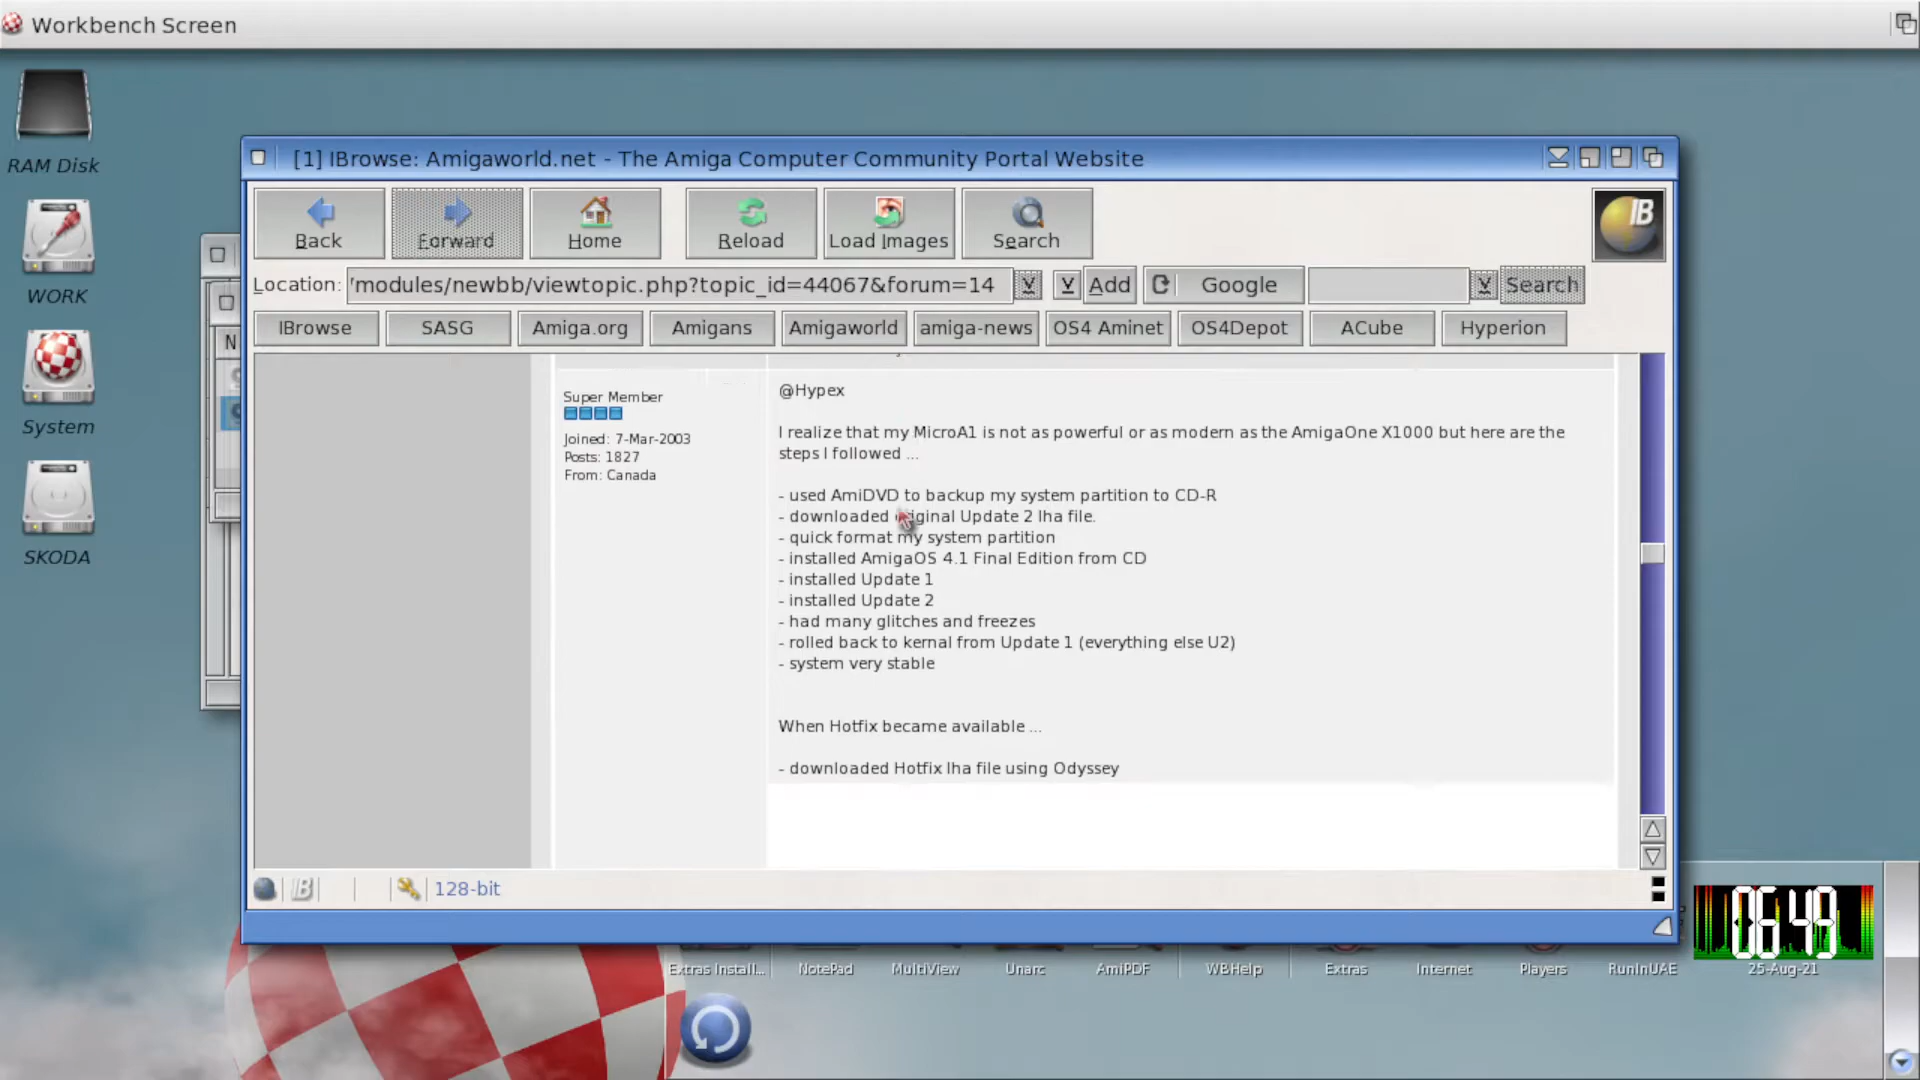 Workbench Screen
RAM Disk
WORK
System
SKODA
[1] IBrowse: Amigaworld.net - The Amiga Computer Community Portal Website
Back
Forward
Home
Reload
Load Images
Search
IB
Location:
modules/newbb/viewtopic.php?topic_id=44067&forum=14
Add
Google
Search
IBrowse
SASG
Amiga.org
Amigans
Amigaworld
amiga-news
OS4 Aminet
OS4Depot
ACube
Hyperion
N
Super Member
Joined: 7-Mar-2003
Posts: 1827
From: Canada
@Hypex
I realize that my MicroA1 is not as powerful or as modern as the AmigaOne X1000 but here are the
steps I followed ...
- used AmiDVD to backup my system partition to CD-R
- downloaded original Update 2 lha file.
- quick format my system partition
- installed AmigaOS 4.1 Final Edition from CD
- installed Update 1
- installed Update 2
- had many glitches and freezes
- rolled back to kernal from Update 1 (everything else U2)
- system very stable
When Hotfix became available ...
- downloaded Hotfix lha file using Odyssey
IB
128-bit
06 49
25-Aug-21
Extras Install...
NotePad
MultiView
Unarc
AmiPDF
WBHelp
Extras
Internet
Players
RunInUAE